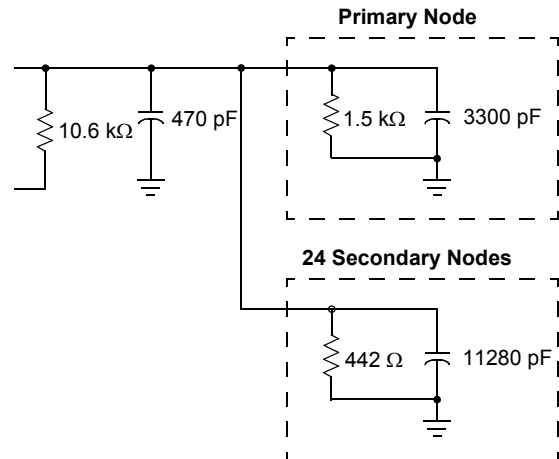 Primary Node
10.6 kΩ
470 pF
1.5 kΩ
3300 pF
24 Secondary Nodes
442 Ω
11280 pF